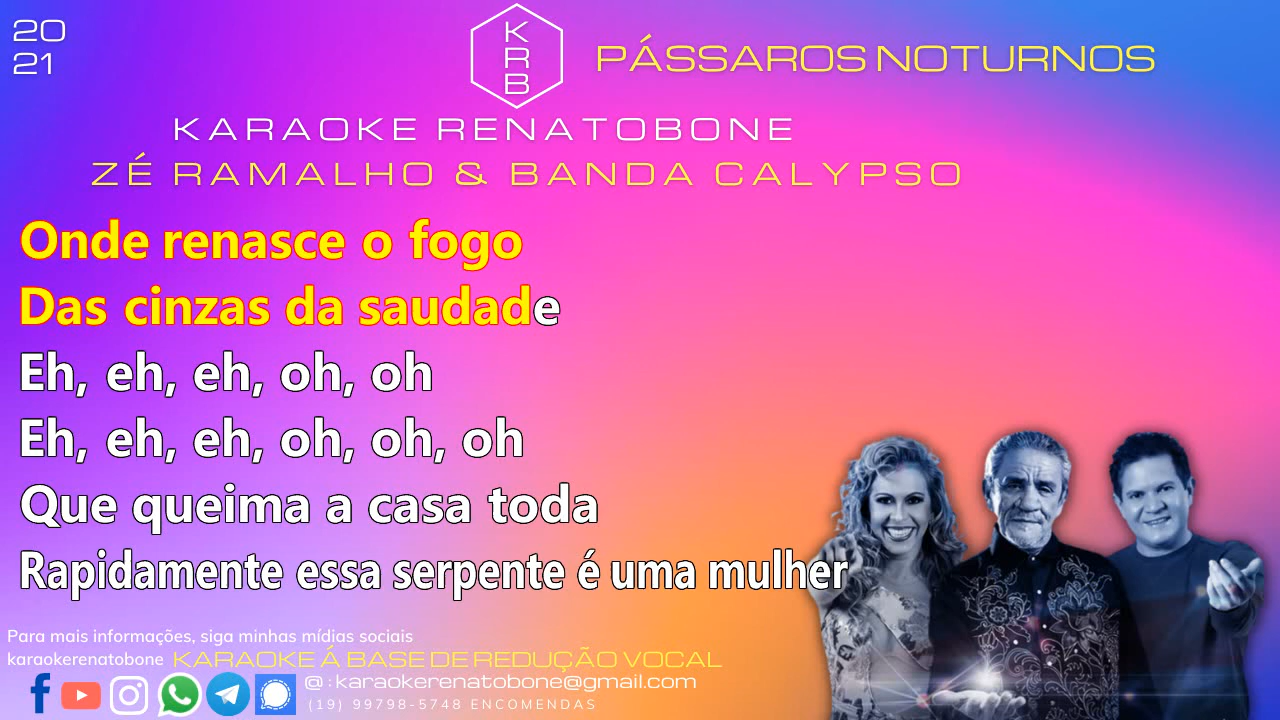 20
21
K
R
B
PÁSSAROS NOTURNOS
KARAOKE RENATOBONE
ZÉ RAMALHO & BANDA CALYPSO
Onde renasce o fogo
Das cinzas da saudade
Eh, eh, eh, oh, oh
Eh, eh, eh, oh, oh, oh
Que queima a casa toda
Rapidamente essa serpente é uma mulher
Para mais informações, siga minhas mídias sociais
karaokerenatobone KARAOKE Á BASE DE REDUÇÃO VOCAL
@ : karaokerenatobone@gmail.com
(19) 99798-5748 ENCOMENDAS